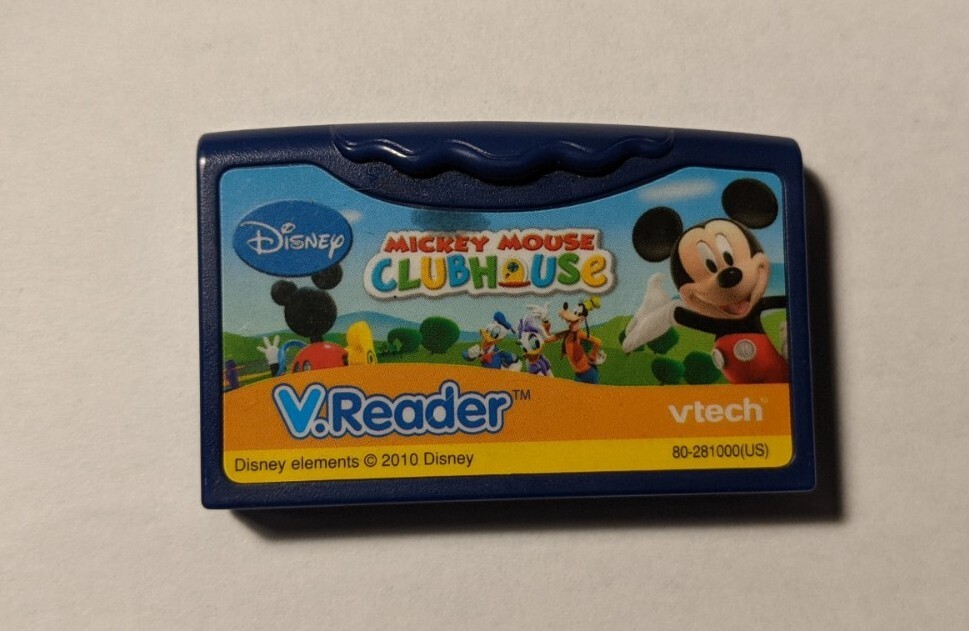 Disney
MICKEY MOUSE
CLUBHOUSE
V.Reader™
vtech®
80-281000(US)
Disney elements © 2010 Disney